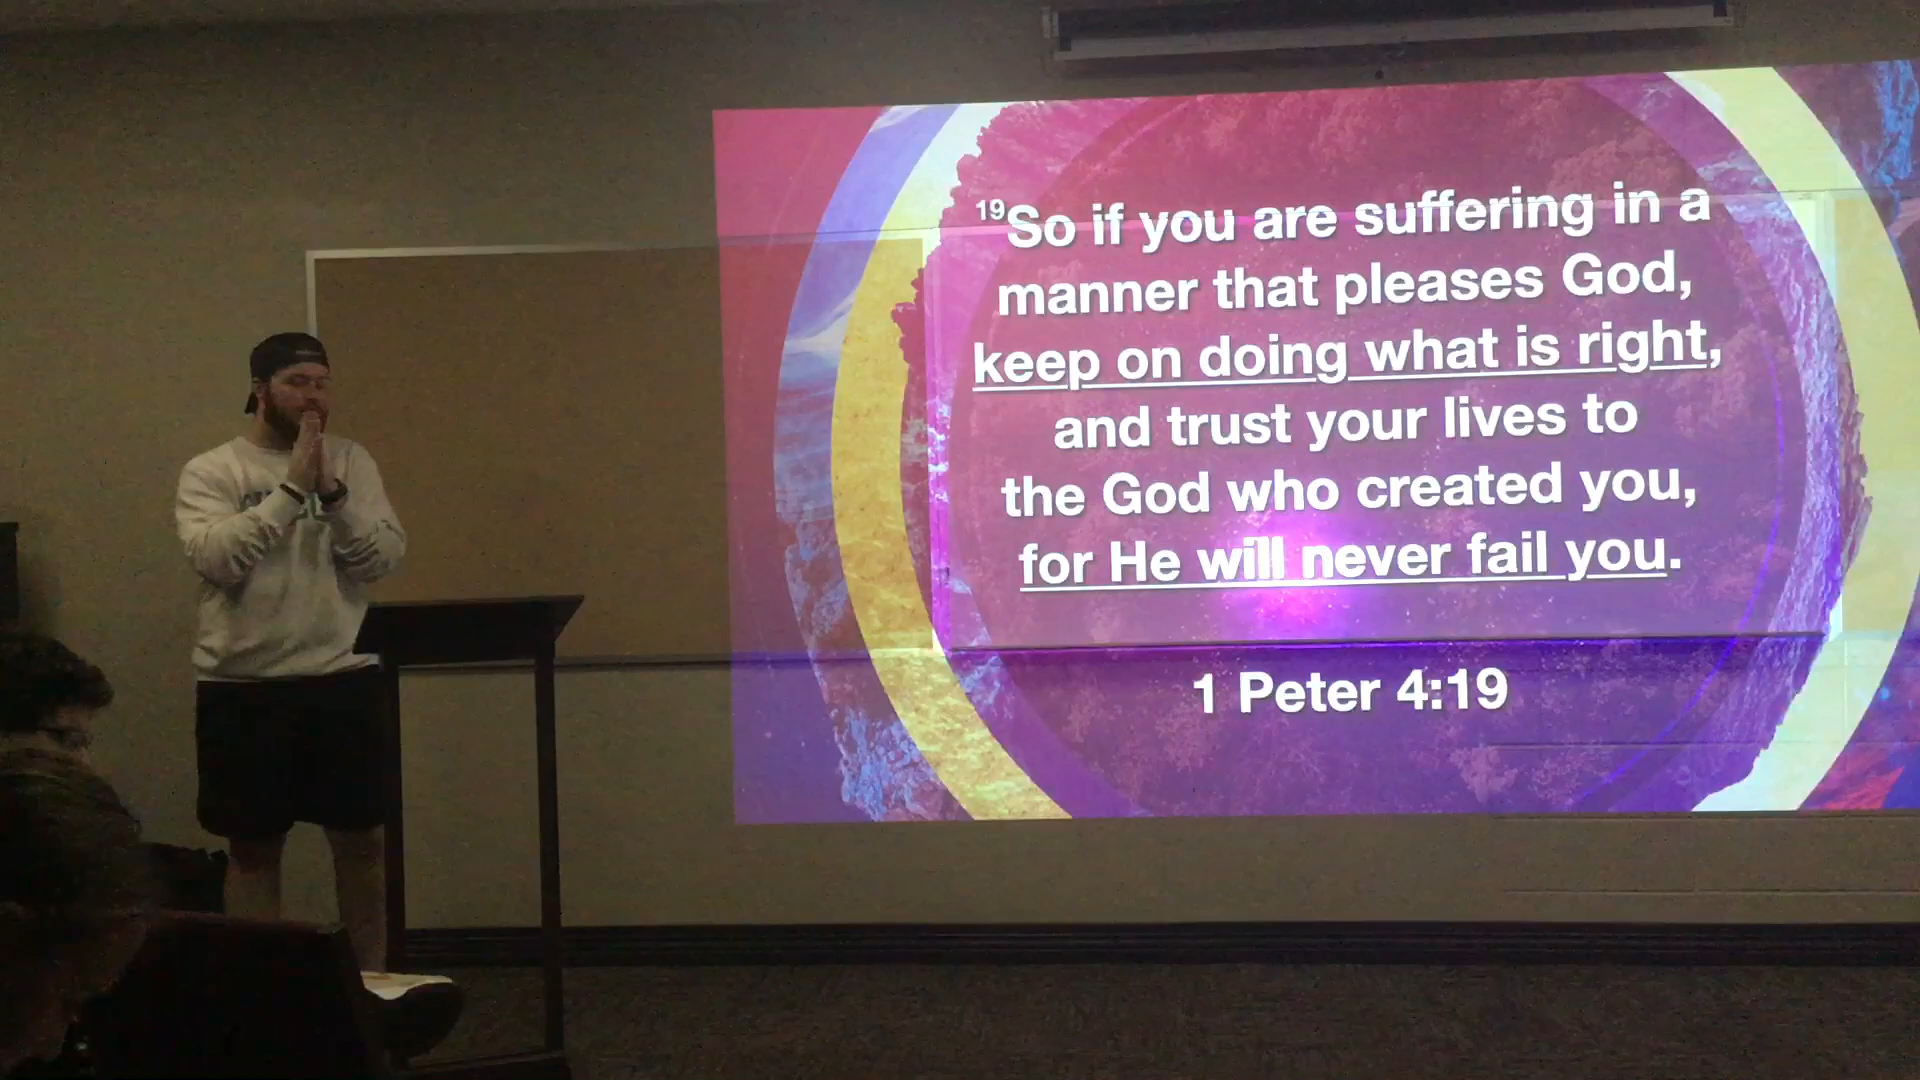 19So if you are suffering in a
manner that pleases God,
keep on doing what is right,
and trust your lives to
the God who created you,
for He will never fail you.
1 Peter 4:19